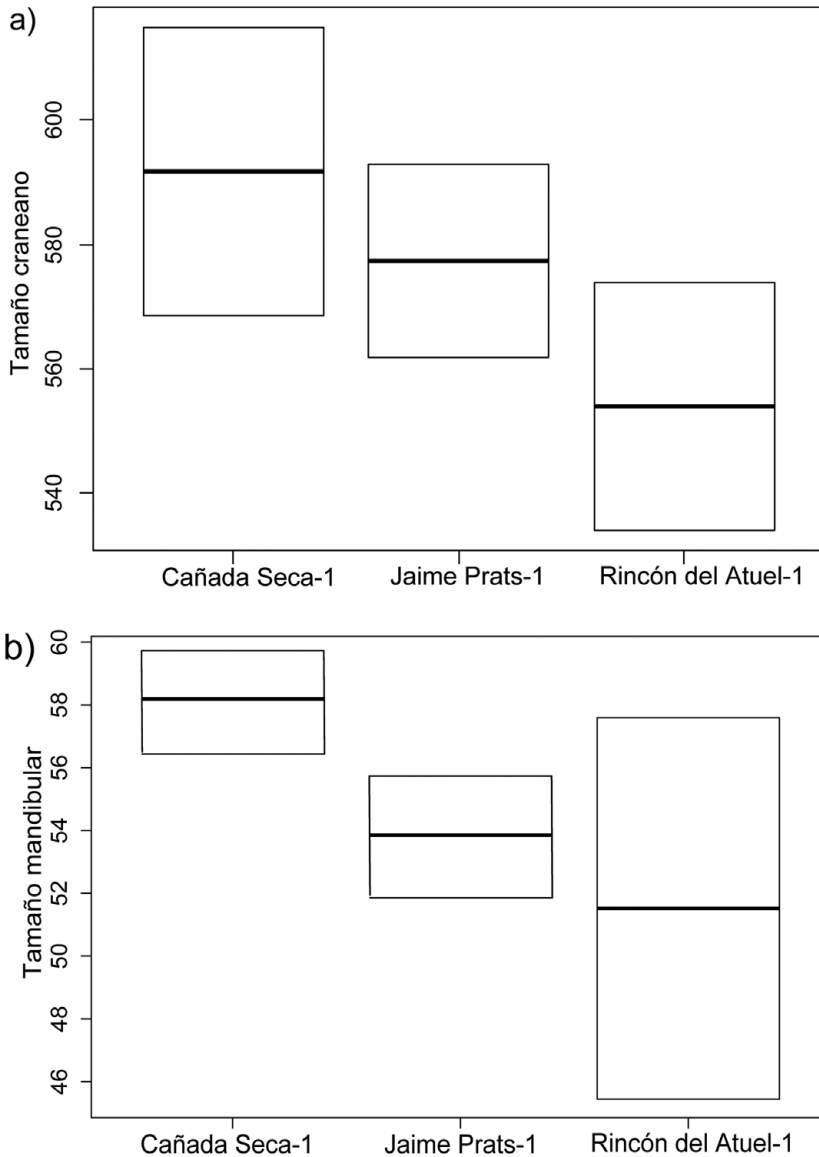 a)
Tamaño craneano
600
580
560
540
Cañada Seca-1 Jaime Prats-1 Rincón del Atuel-1
b)
Tamaño mandibular
60
58
56
54
52
50
48
46
Cañada Seca-1 Jaime Prats-1 Rincón del Atuel-1